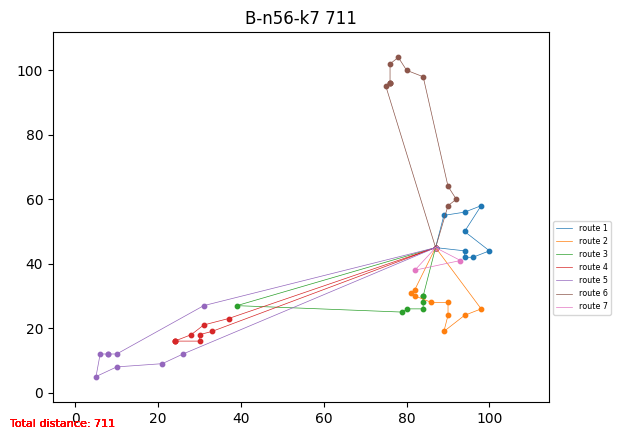 B-n56-k7 711
100
80
60
40
20
0
0
20
40
60
80
100
route 1
route 2
route 3
route 4
route 5
route 6
route 7
Total distance: 711